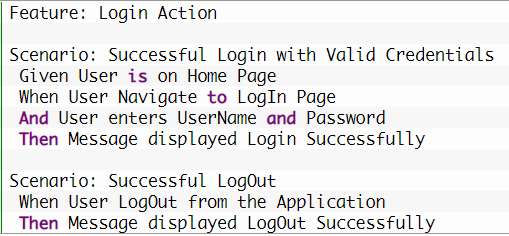 Feature: Login Action
Scenario: Successful Login with Valid Credentials
Given User is on Home Page
When User Navigate to LogIn Page
And User enters UserName and Password
Then Message displayed Login Successfully
Scenario: Successful LogOut
When User LogOut from the Application
Then Message displayed LogOut Successfully